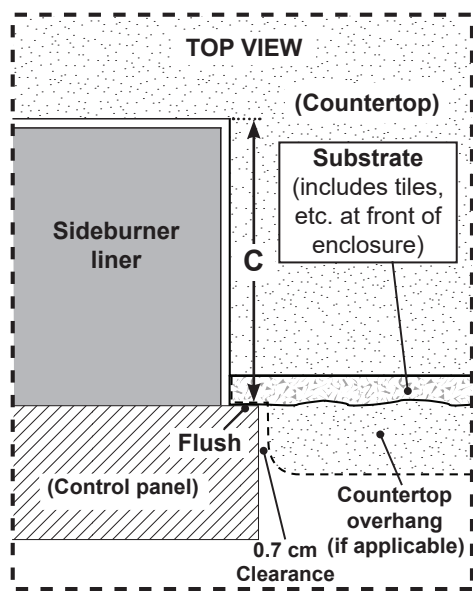 TOP VIEW
(Countertop)
Substrate
(includes tiles,
etc. at front of
enclosure)
Sideburner
liner
C
Flush
(Control panel)
Countertop
overhang
(if applicable)
0.7 cm
Clearance